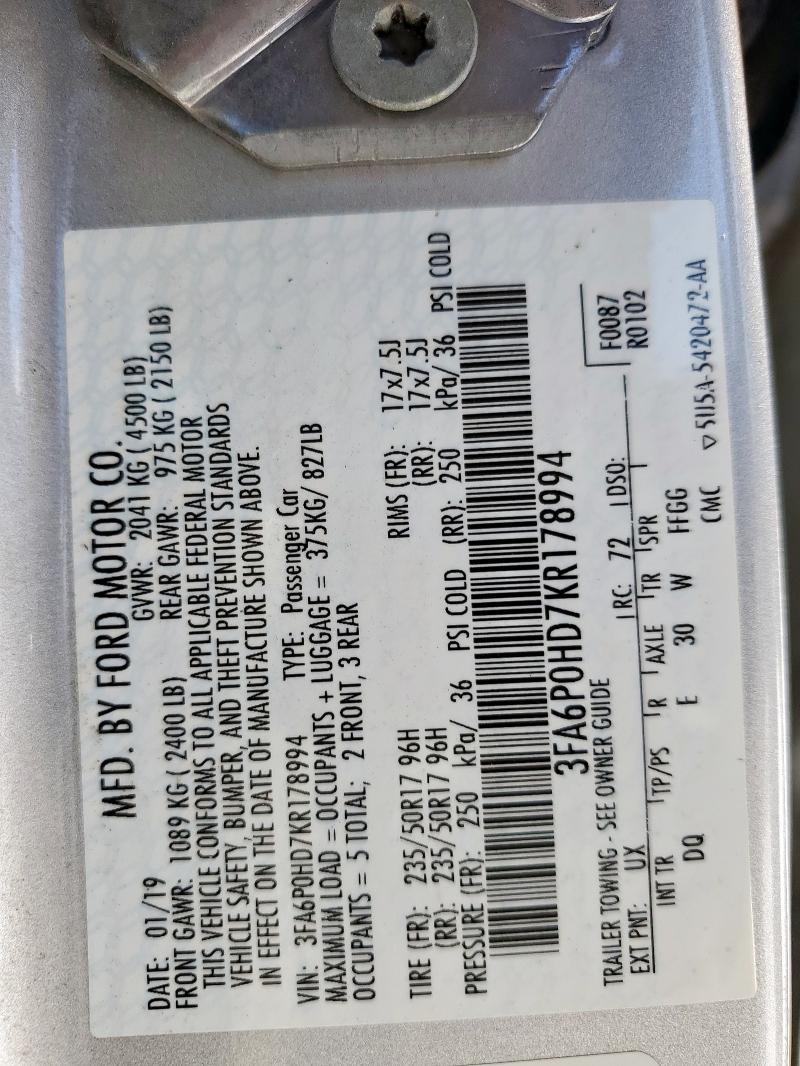 MFD. BY FORD MOTOR CO.
DATE: 01/19 GVWR: 2041 KG ( 4500 LB)
FRONT GAWR: 1089 KG ( 2400 LB) REAR GAWR: 975 KG ( 2150 LB)
THIS VEHICLE CONFORMS TO ALL APPLICABLE FEDERAL MOTOR
VEHICLE SAFETY, BUMPER, AND THEFT PREVENTION STANDARDS
IN EFFECT ON THE DATE OF MANUFACTURE SHOWN ABOVE.
VIN: 3FA6P0HD7KR178994 TYPE: Passenger Car
MAXIMUM LOAD = OCCUPANTS + LUGGAGE = 375KG/ 827LB
OCCUPANTS = 5 TOTAL; 2 FRONT, 3 REAR
TIRE (FR): 235/50R17 96H RIMS (FR): 17x7.5J
(RR): 235/50R17 96H (RR): 17x7.5J
PRESSURE (FR): 250 kPa/ 36 PSI COLD (RR): 250 kPa/ 36 PSI COLD
3FA6P0HD7KR178994
F0087
TRAILER TOWING - SEE OWNER GUIDE R0102
EXT PNT: UX RC: 72 DSO:
INT TR TP/PS R AXLE TR SPR
DQ E 30 W FFGG
CMC ▽5U5A-5420472-AA